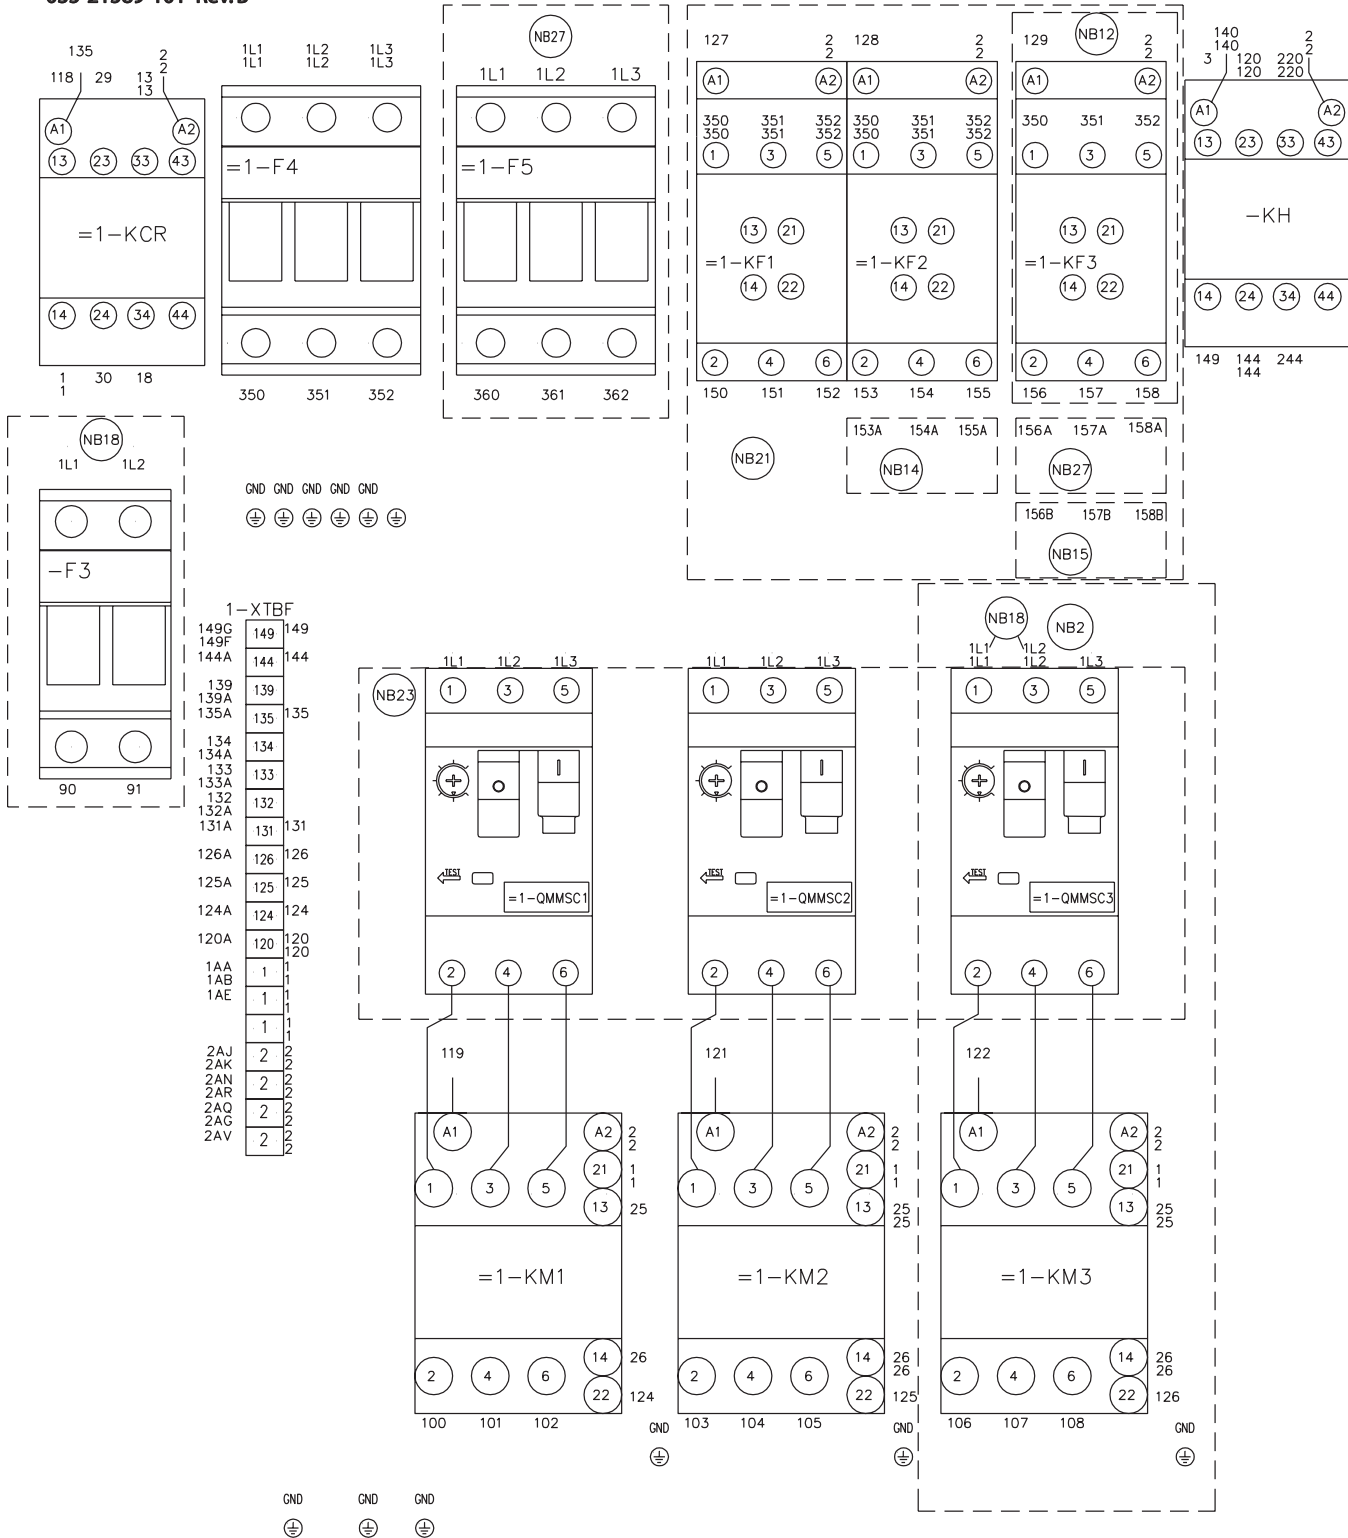 135
118 29 13 2
13 2
A1 A2
13 23 33 43
=1-KCR
14 24 34 44
1 30 18
1
1L1 1L2 1L3
1L1 1L2 1L3
=1-F4
350 351 352
NB27
1L1 1L2 1L3
=1-F5
360 361 362
127 2 128 2
2 2
A1 A2 A1 A2
350 351 352 350 351 352
350 351 352 350 351 352
1 3 5 1 3 5
13 21 13 21
=1-KF1 =1-KF2
14 22 14 22
2 4 6 2 4 6
150 151 152 153 154 155
129 NB12 2
2
A1 A2
350 351 352
1 3 5
13 21
=1-KF3
14 22
2 4 6
156 157 158
140 2
140 2
3 120 220
120 220
A1 A2
13 23 33 43
-KH
14 24 34 44
149 144 244
144
NB21
153A 154A 155A
NB14
156A 157A 158A
NB27
156B 157B 158B
NB15
NB18
1L1 1L2
-F3
90 91
GND GND GND GND GND
1-XTBF
149G 149 149
149F
144A 144 144
139 139
139A
135A 135 135
134 134
134A
133 133
133A
132 132
132A
131A 131 131
126A 126 126
125A 125 125
124A 124 124
120A 120 120
120
1AA 1 1
1AB 1
1AE 1 1
1
1 1
1
2AJ 2 2
2AK 2
2AN 2 2
2AR 2
2AQ 2 2
2AG 2
2AV 2 2
2
NB23
1L1 1L2 1L3
1 3 5
TEST
=1-QMMSC1
2 4 6
1L1 1L2 1L3
1 3 5
TEST
=1-QMMSC2
2 4 6
NB18 NB2
1L1 1L2
1L1 1L2 1L3
1 3 5
TEST
=1-QMMSC3
2 4 6
119
A1 A2 2
2
21 1
1
1 3 5
13 25
=1-KM1
14 26
2 4 6
22 124
100 101 102
GND
121
A1 A2 2
2
21 1
1
1 3 5
13 25
25
=1-KM2
14 26
26
2 4 6
22 125
103 104 105
GND
122
A1 A2 2
2
21 1
1
1 3 5
13 25
25
=1-KM3
14 26
26
2 4 6
22 126
106 107 108
GND
GND GND GND